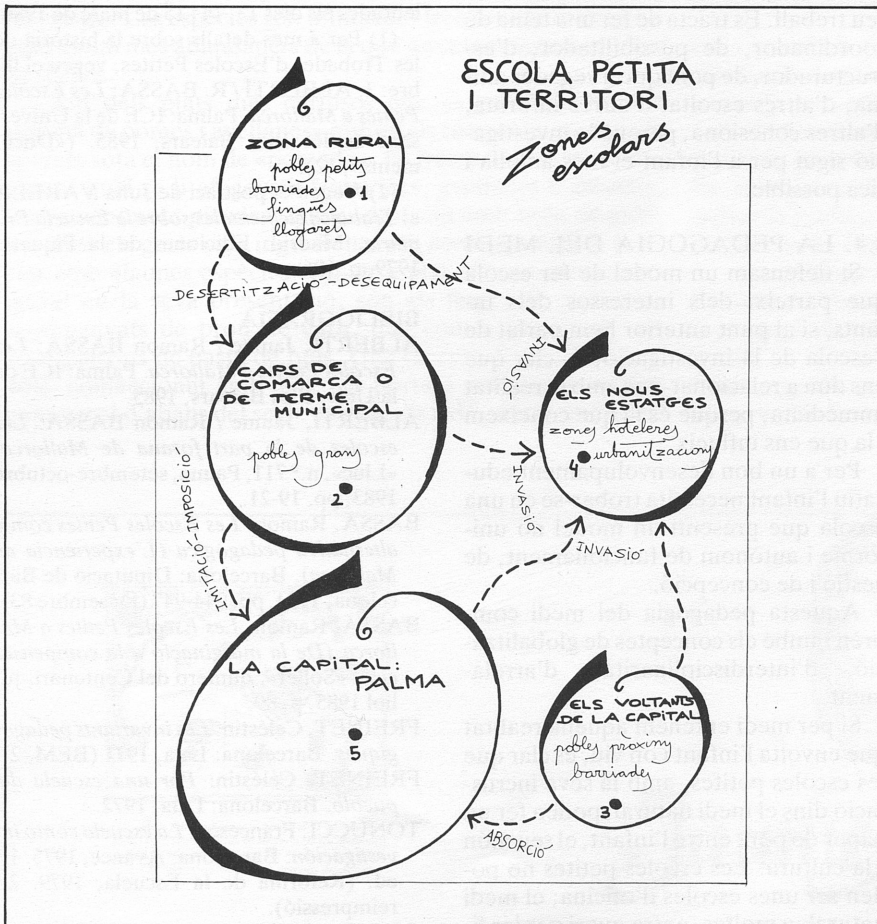 ESCOLA PETITA
I TERRITORI
Zones
escolars
ZONA RURAL
pobles petits
barriades
llogarets
1
DESERTITZACIÓ-DESEQUIPAMENT
INVASIÓ
CAPS DE
COMARCA O
DE TERME
MUNICIPAL
pobles grans
2
ELS NOUS
ESTATGES
zones hoteleres
urbanitzacions
4
INVASIÓ
IMITACIÓ-IMPOSICIÓ
INVASIÓ
LA CAPITAL:
PALMA
5
ELS VOLTANTS
DE LA CAPITAL
pobles proxims
barriades
3
ABSORCIÓ